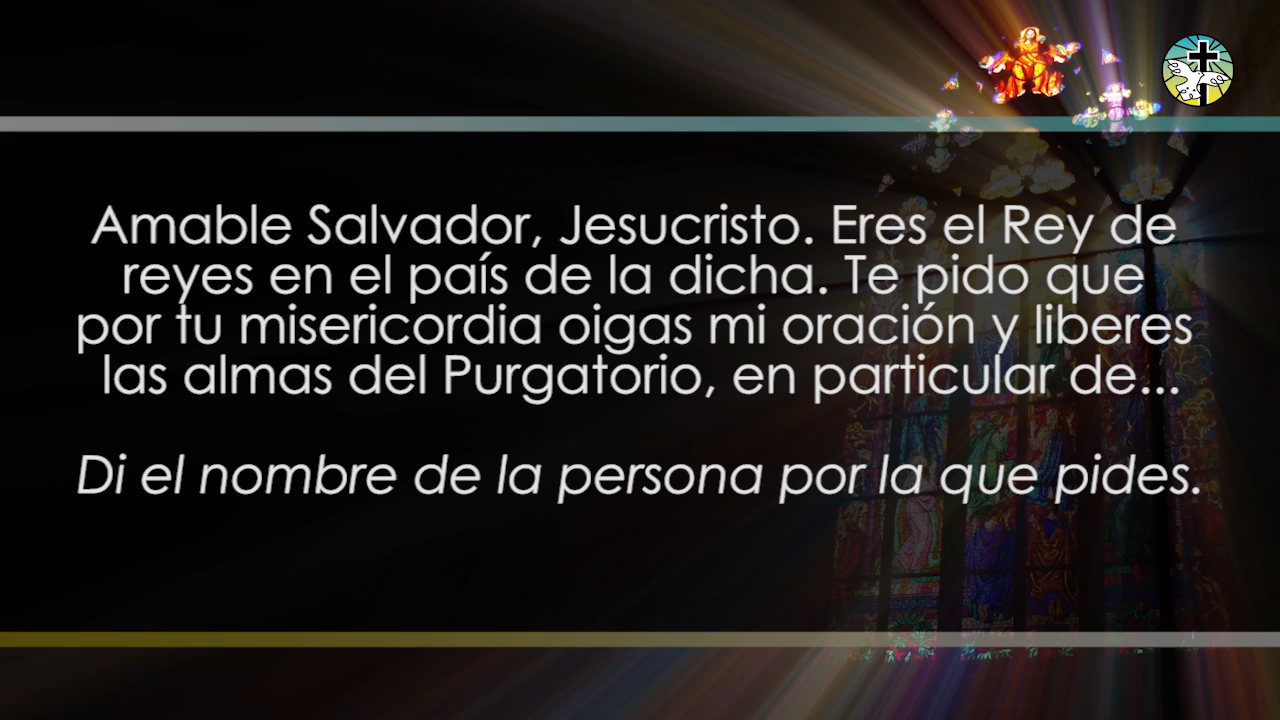 Amable Salvador, Jesucristo. Eres el Rey de
reyes en el país de la dicha. Te pido que
por tu misericordia oigas mi oración y liberes
las almas del Purgatorio, en particular de...
Di el nombre de la persona por la que pides.